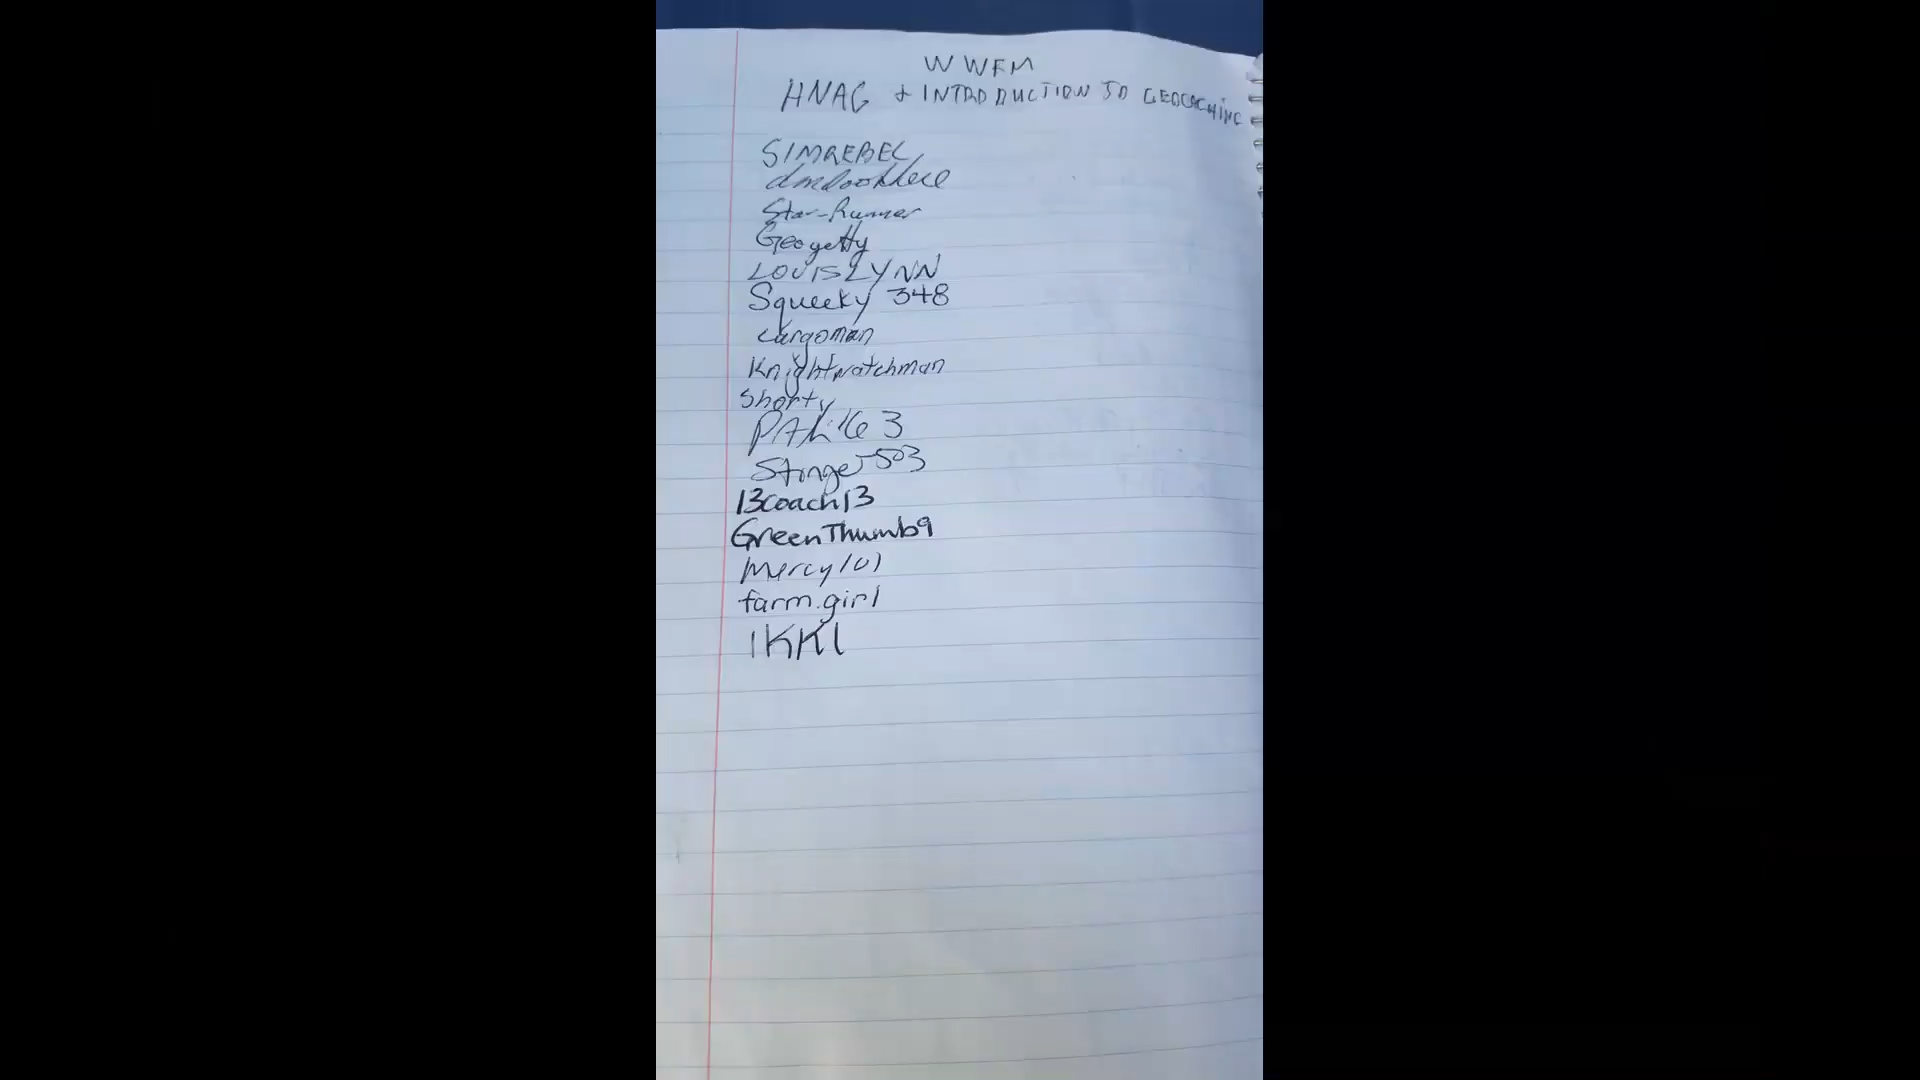 WWFM
HNAG & INTRODUCTION TO GEOCACHING
SIMREBEL
Star-Runner
Geogetty
LOUISLYNN
Squeeky 348
Cargoman
Knightwatchman
Shorty
Stinger503
13coach13
GreenThumb9
Mercy101
farm.girl
IKKI